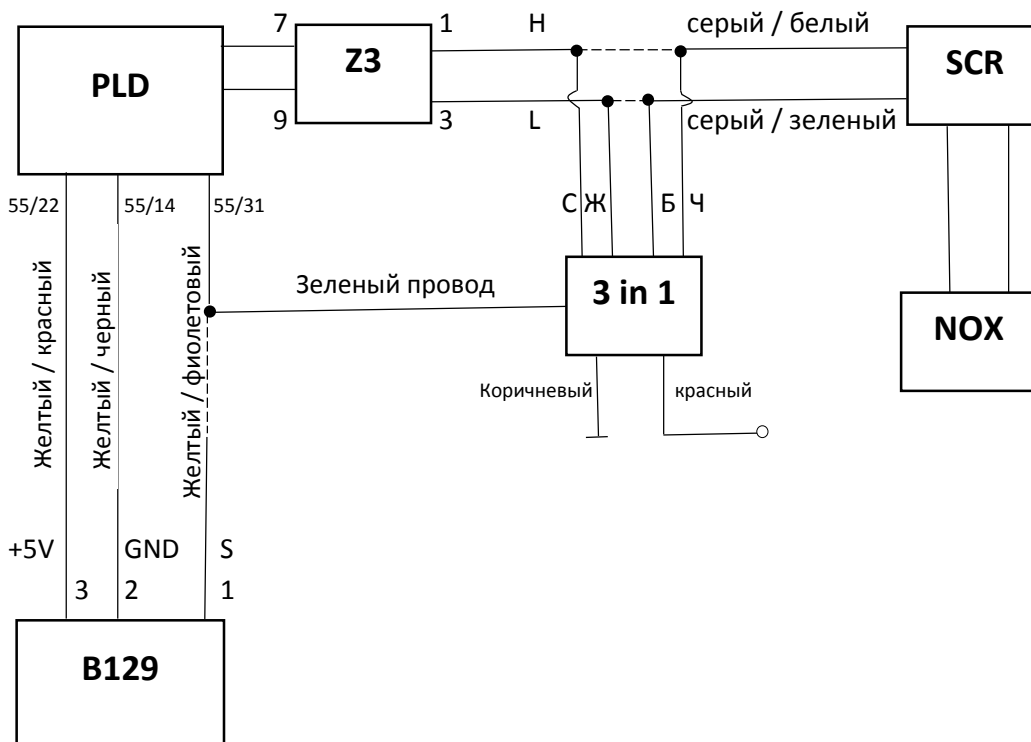 7
1
H
серый / белый
PLD
Z3
SCR
9
3
L
серый / зеленый
55/22
55/14
55/31
С
Ж
Б
Ч
Желтый / красный
Желтый / черный
Желтый / фиолетовый
Зеленый провод
3 in 1
NOX
Коричневый
красный
+5V
GND
S
3
2
1
B129